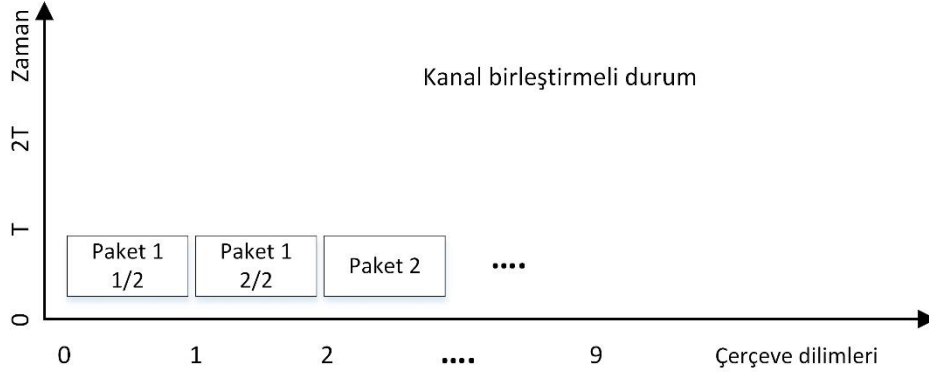 Zaman
2T
T
0
Kanal birleştirmeli durum
Paket 1
1/2
Paket 1
2/2
Paket 2
....
0 1 2 .... 9 Çerçeve dilimleri